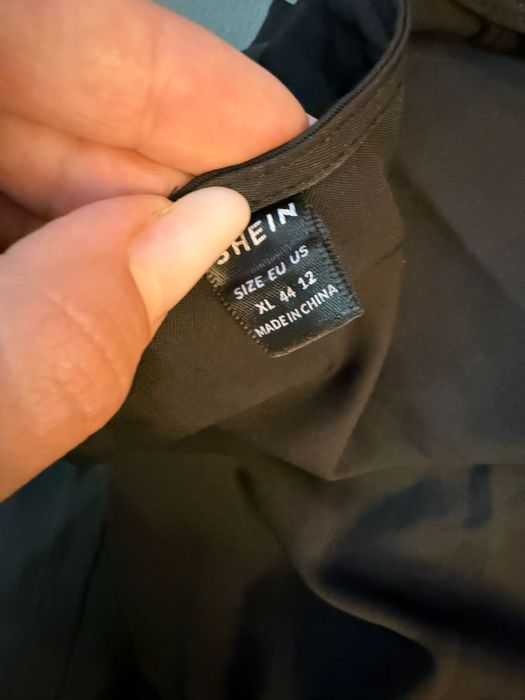 SHEIN
SIZE EU US
XL 44 12
MADE IN CHINA